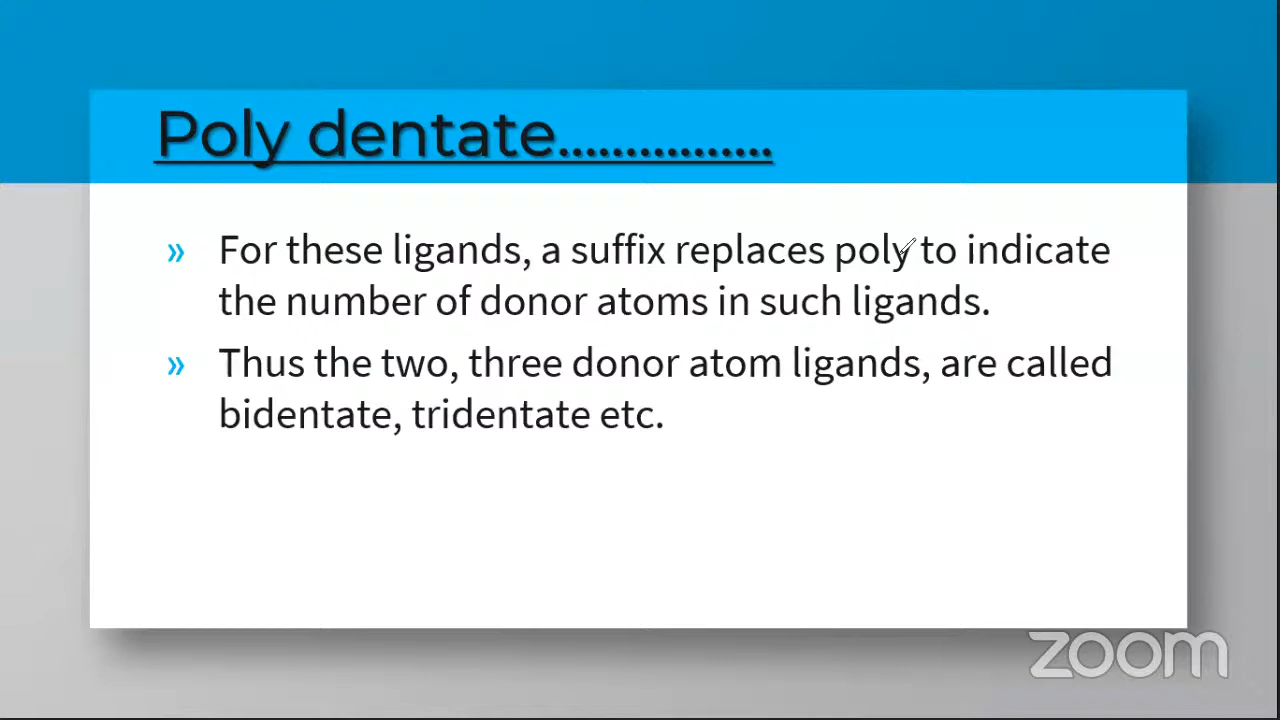 Poly dentate................
» For these ligands, a suffix replaces poly to indicate
the number of donor atoms in such ligands.
» Thus the two, three donor atom ligands, are called
bidentate, tridentate etc.
zoom